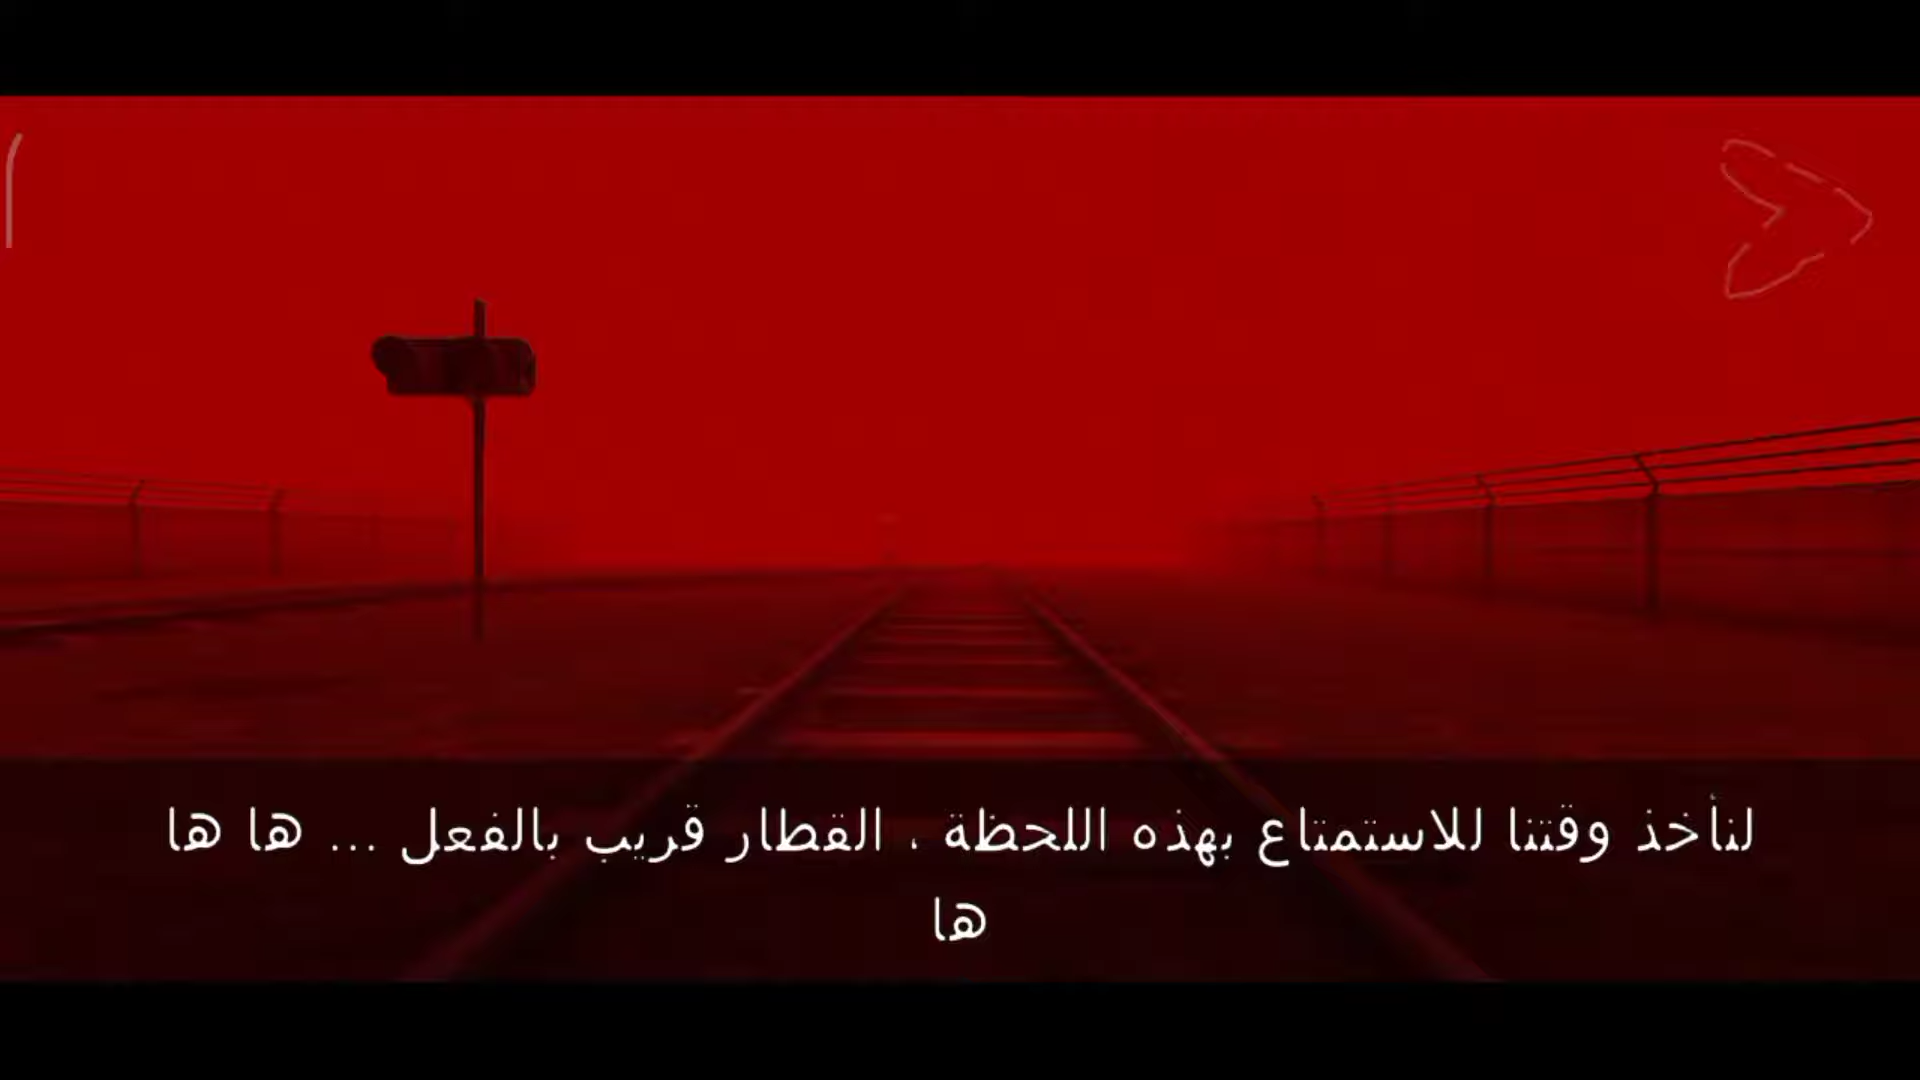 لنأخذ وقتنا للاستمتاع بهذه اللحظة ، القطار قريب بالفعل ... ها ها
ها